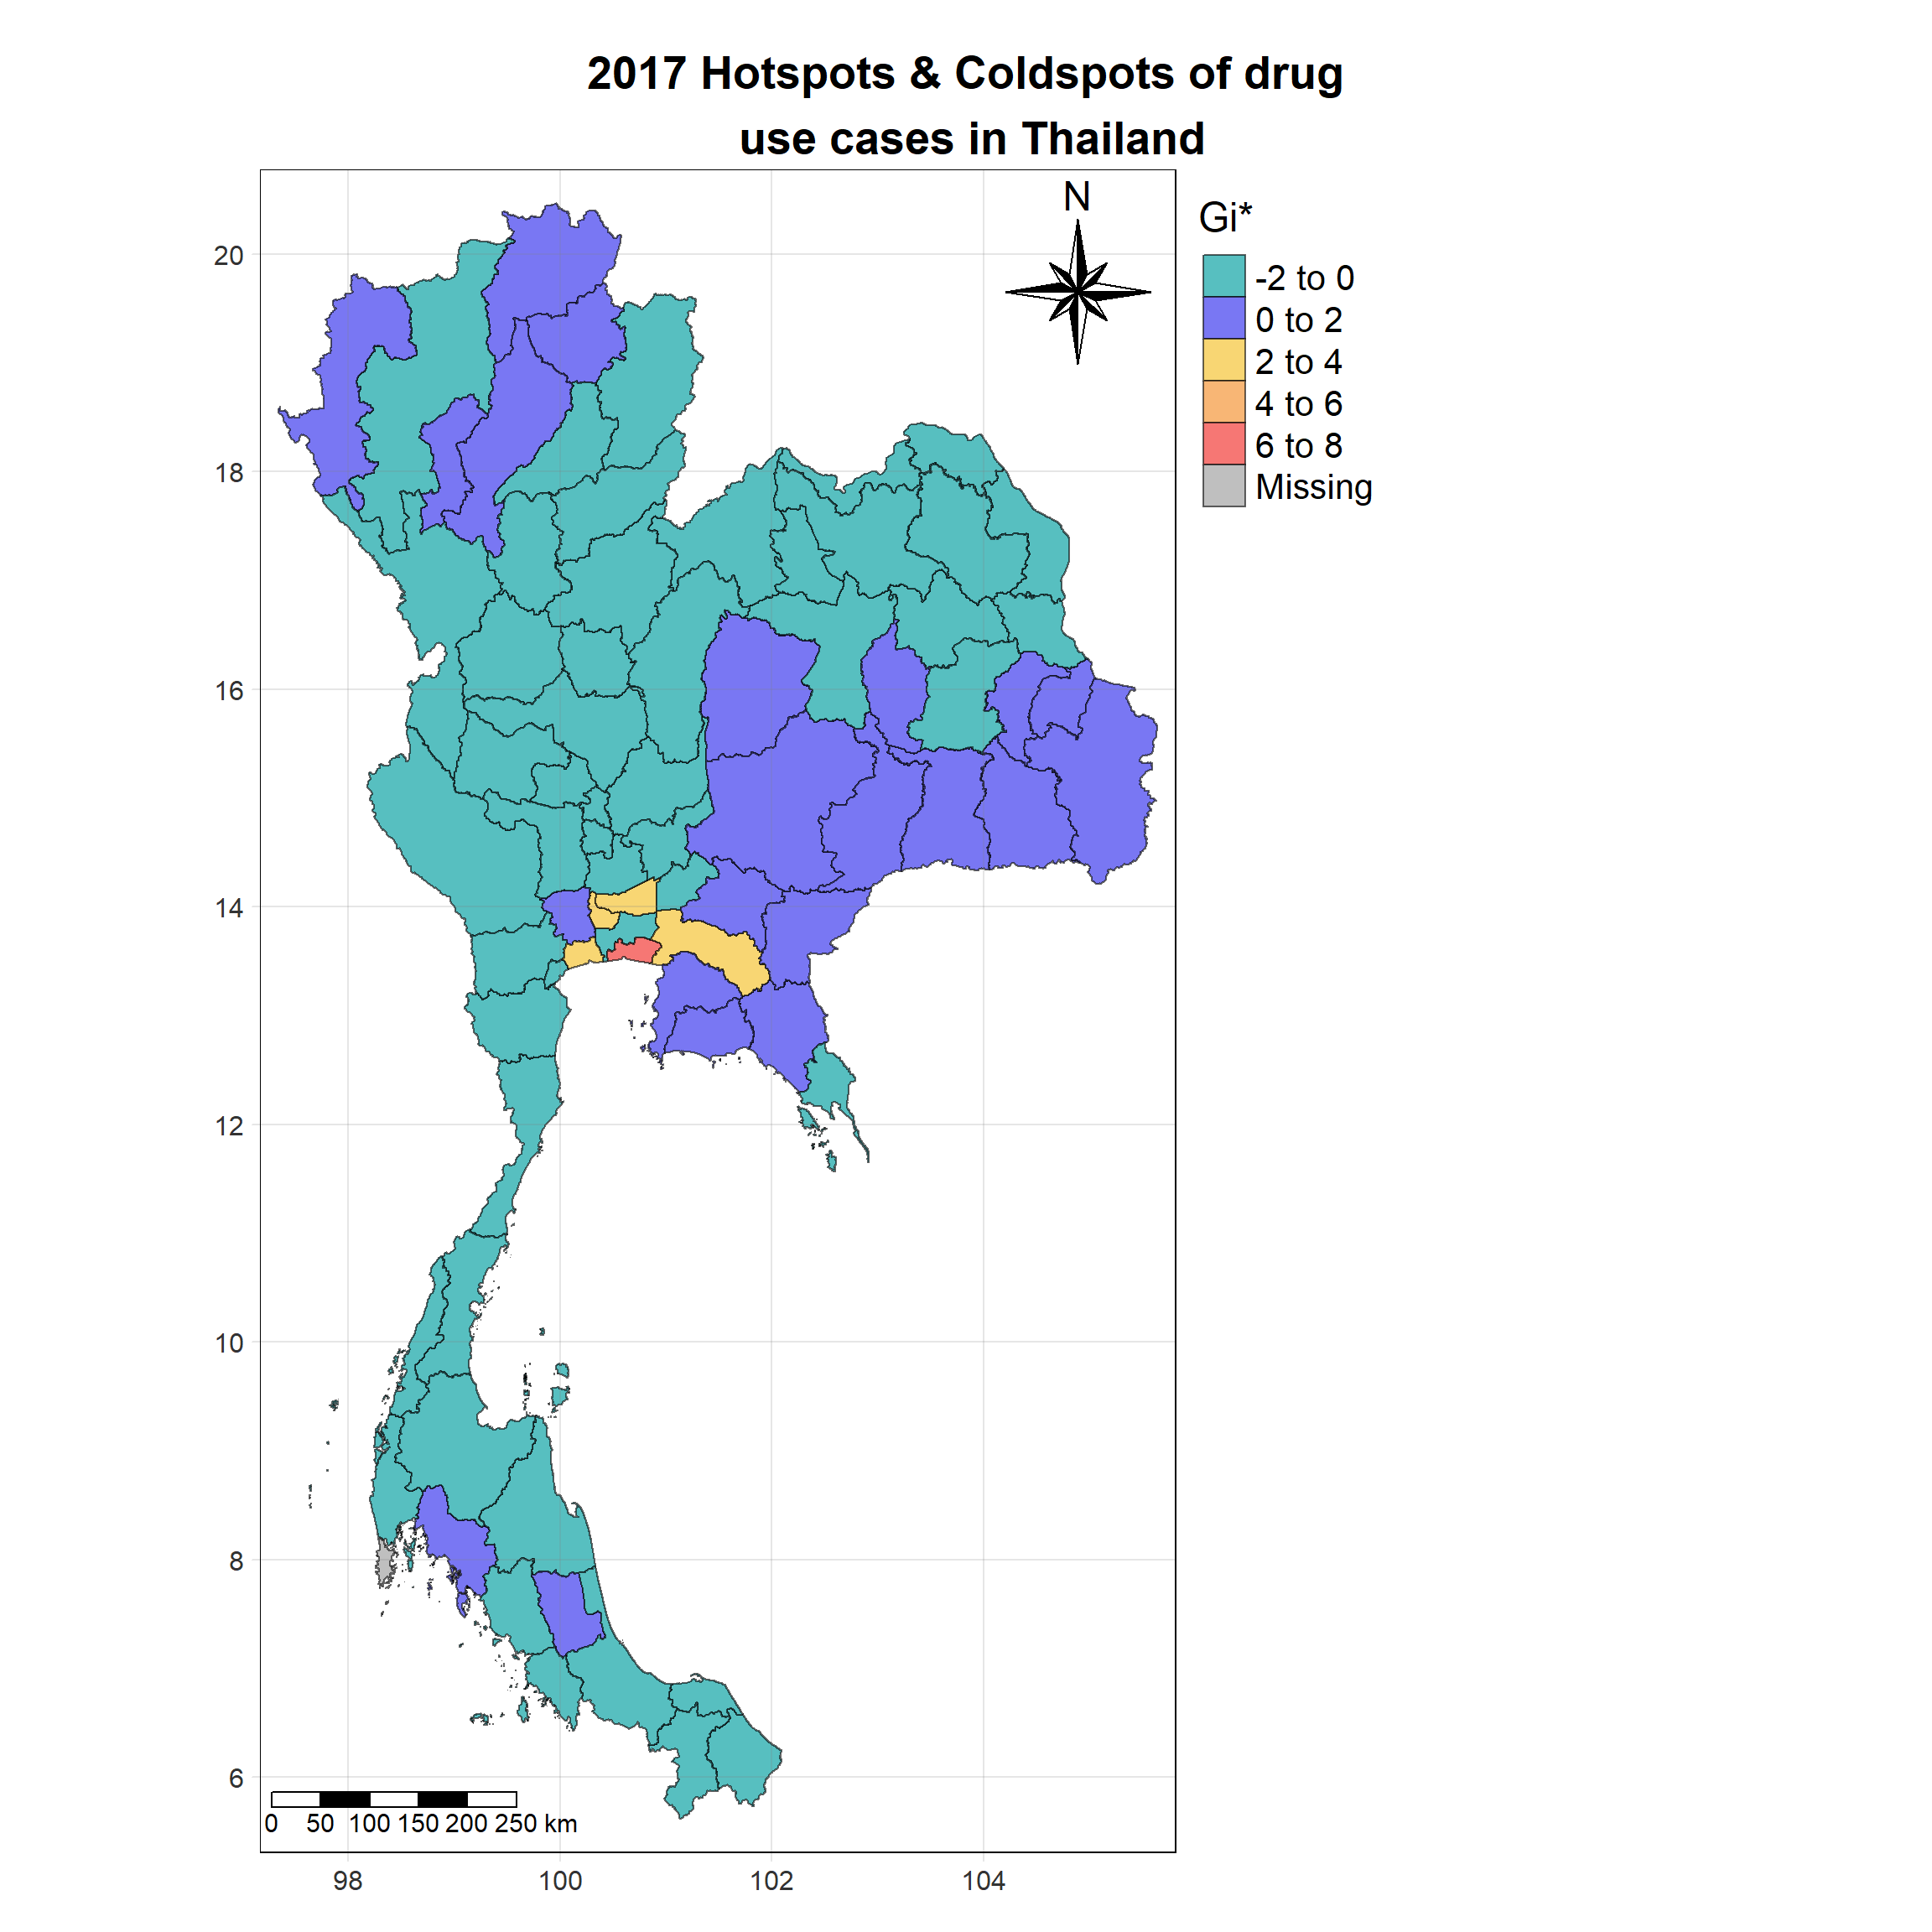 2017 Hotspots & Coldspots of drug
use cases in Thailand
N
Gi*
-2 to 0
0 to 2
2 to 4
4 to 6
6 to 8
Missing
20
18
16
14
12
10
8
6
0 50 100 150 200 250 km
98 100 102 104